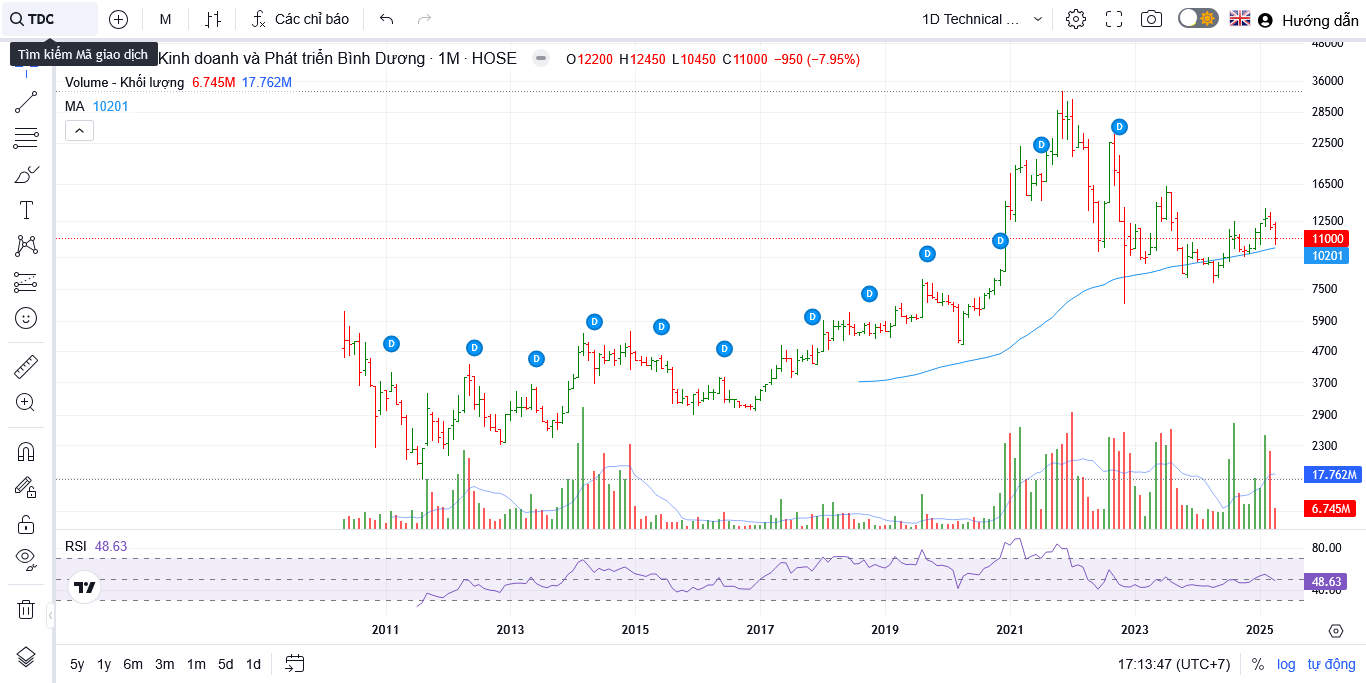 TDC
M
Các chỉ báo
1D Technical ...
Hướng dẫn
Tìm kiếm Mã giao dịch
Kinh doanh và Phát triển Bình Dương · 1M · HOSE
O12200 H12450 L10450 C11000 −950 (−7.95%)
Volume - Khối lượng 6.745M 17.762M
MA 10201
D
D
D
D
D
D
D
D
D
D
D
D
48000
36000
28500
22500
16500
12500
11000
10201
7500
5900
4700
3700
2900
2300
17.762M
6.745M
RSI 48.63
80.00
48.63
40.00
2011 2013 2015 2017 2019 2021 2023 2025
5y 1y 6m 3m 1m 5d 1d
17:13:47 (UTC+7) % log tự động